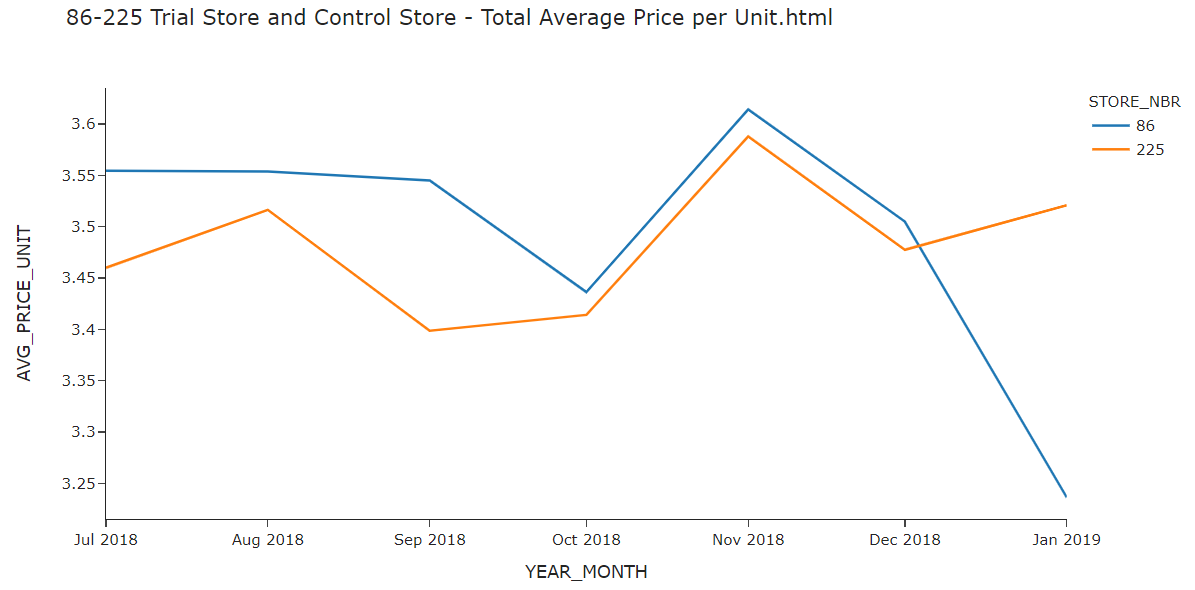 86-225 Trial Store and Control Store - Total Average Price per Unit.html
STORE_NBR
86
225
AVG_PRICE_UNIT
3.6
3.55
3.5
3.45
3.4
3.35
3.3
3.25
Jul 2018
Aug 2018
Sep 2018
Oct 2018
Nov 2018
Dec 2018
Jan 2019
YEAR_MONTH